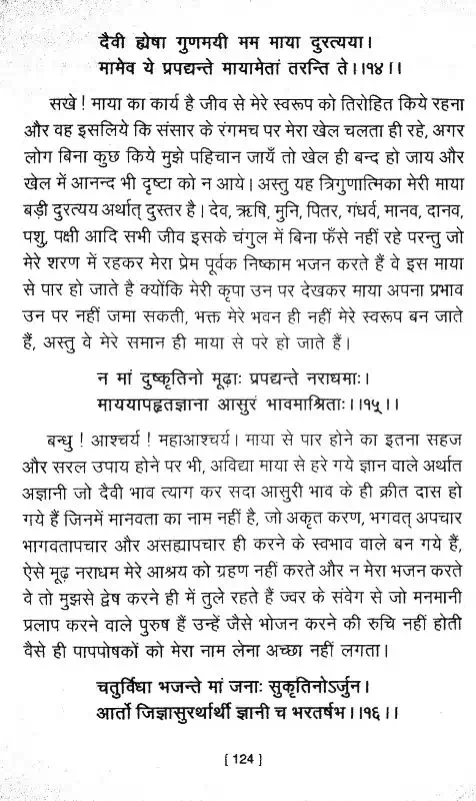 दैवी ह्येषा गुणमयी मम माया दुरत्यया।
मामेव ये प्रपद्यन्ते मायामेतां तरन्ति ते।।१४।।
सखे ! माया का कार्य है जीव से मेरे स्वरूप को तिरोहित किये रहना
और वह इसलिये कि संसार के रंगमच पर मेरा खेल चलता ही रहे, अगर
लोग बिना कुछ किये मुझे पहिचान जायँ तो खेल ही बन्द हो जाय और
खेल में आनन्द भी दृष्टा को न आये। अस्तु यह त्रिगुणात्मिका मेरी माया
बड़ी दुरत्यय अर्थात् दुस्तर है। देव, ऋषि, मुनि, पितर, गंधर्व, मानव, दानव,
पशु, पक्षी आदि सभी जीव इसके चंगुल में बिना फँसे नहीं रहे परन्तु जो
मेरे शरण में रहकर मेरा प्रेम पूर्वक निष्काम भजन करते हैं वे इस माया
से पार हो जाते है क्योंकि मेरी कृपा उन पर देखकर माया अपना प्रभाव
उन पर नहीं जमा सकती, भक्त मेरे भवन ही नहीं मेरे स्वरूप बन जाते
हैं, अस्तु वे मेरे समान ही माया से परे हो जाते हैं।
न मां दुष्कृतिनो मूढाः प्रपद्यन्ते नराधमाः।
माययापहृतज्ञाना आसुरं भावमाश्रिताः।।१५।।
बन्धु ! आश्चर्य ! महाआश्चर्य। माया से पार होने का इतना सहज
और सरल उपाय होने पर भी, अविद्या माया से हरे गये ज्ञान वाले अर्थात
अज्ञानी जो दैवी भाव त्याग कर सदा आसुरी भाव के ही क्रीत दास हो
गये हैं जिनमें मानवता का नाम नहीं है, जो अकृत करण, भगवत् अपचार
भागवतापचार और असह्यापचार ही करने के स्वभाव वाले बन गये हैं,
ऐसे मूढ़ नराधम मेरे आश्रय को ग्रहण नहीं करते और न मेरा भजन करते
वे तो मुझसे द्वेष करने ही में तुले रहते हैं ज्वर के संवेग से जो मनमानी
प्रलाप करने वाले पुरुष हैं उन्हें जैसे भोजन करने की रुचि नहीं होती
वैसे ही पापपोषकों को मेरा नाम लेना अच्छा नहीं लगता।
चतुर्विधा भजन्ते मां जनाः सुकृतिनोऽर्जुन।
आर्तो जिज्ञासुरर्थार्थी ज्ञानी च भरतर्षभ।।१६।।
[ 124 ]